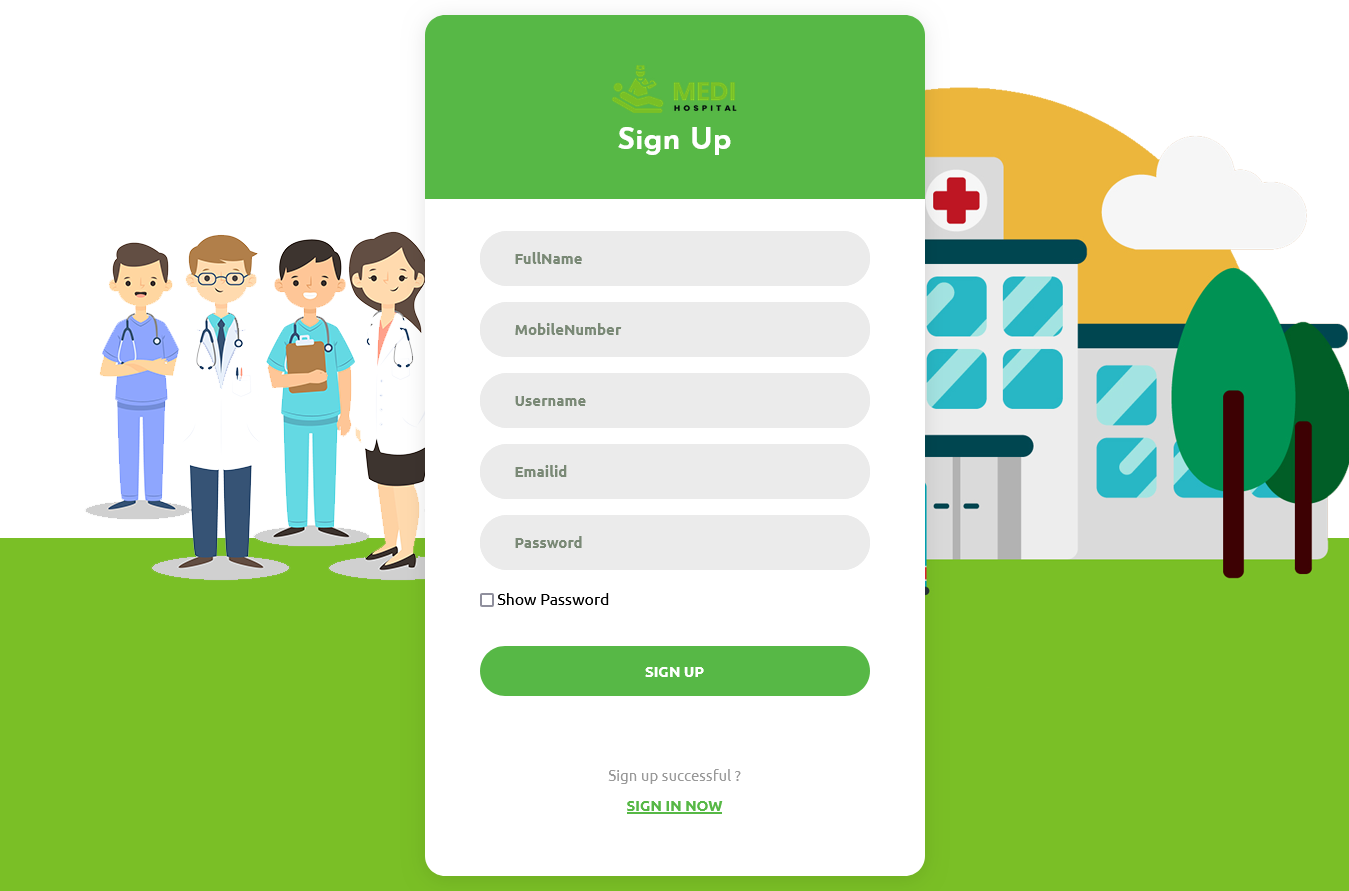 MEDI
HOSPITAL
Sign Up
FullName
MobileNumber
Username
Emailid
Password
Show Password
SIGN UP
Sign up successful ?
SIGN IN NOW